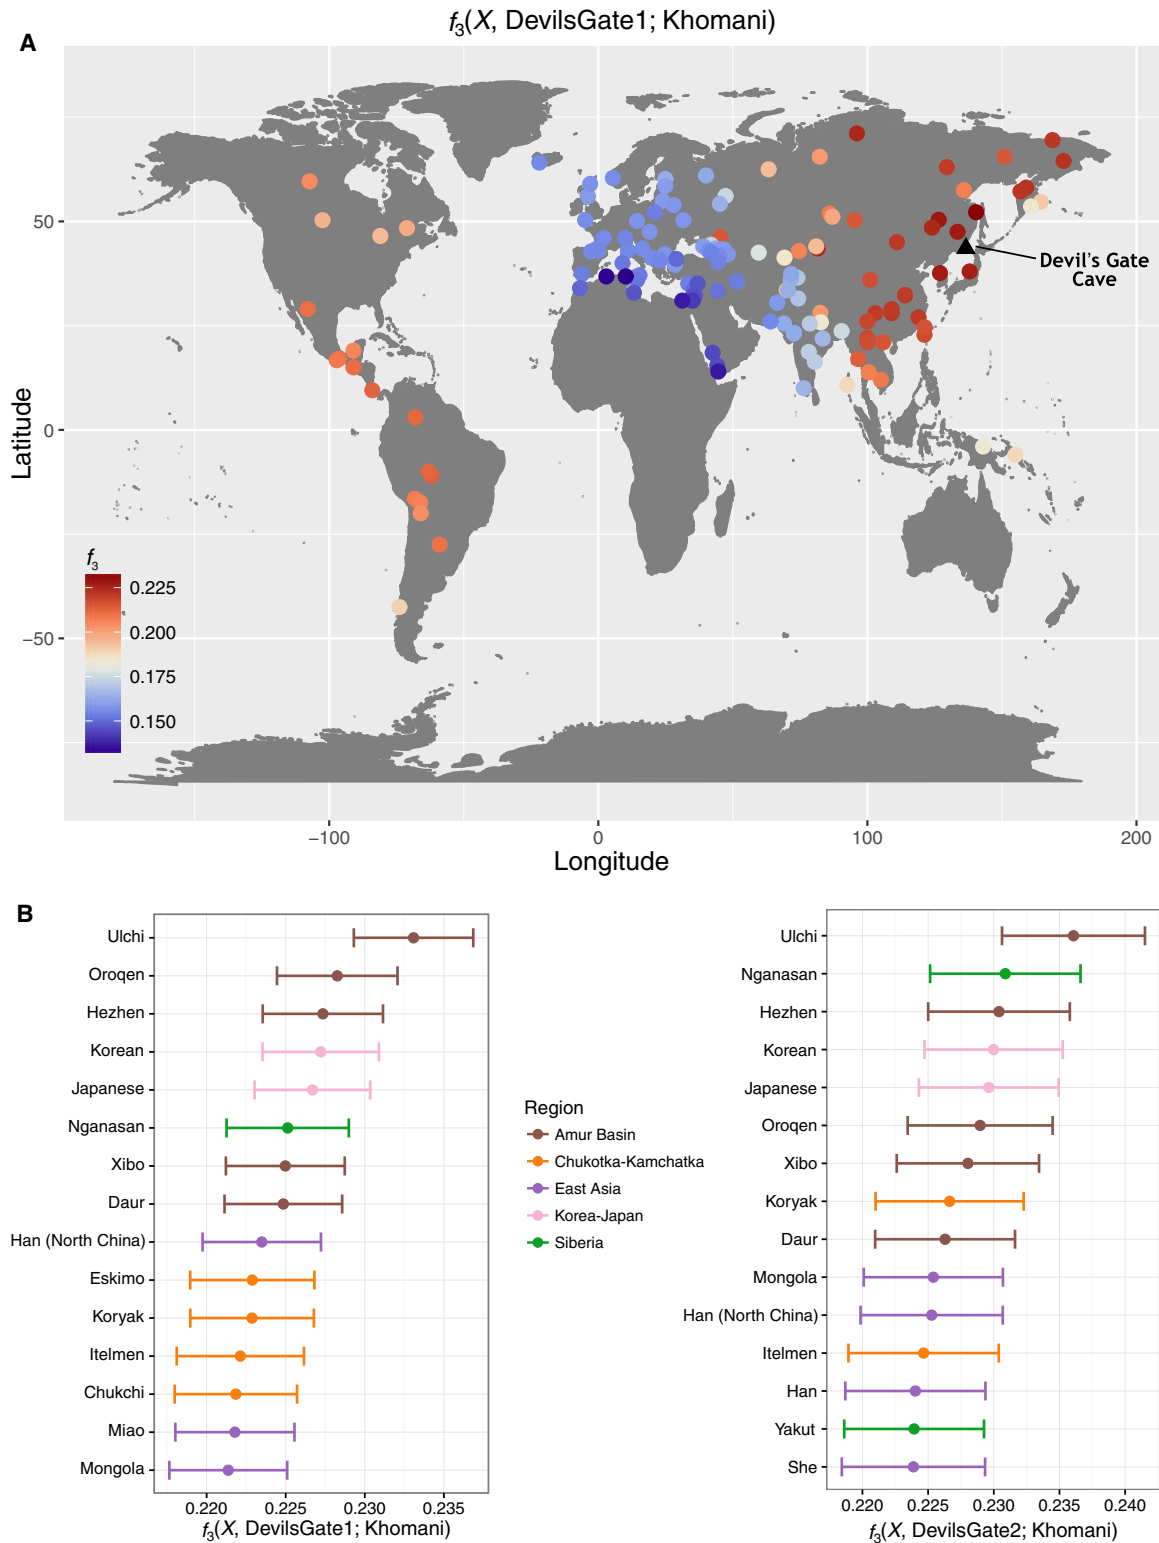 f3(X, DevilsGate1; Khomani)
A
50
0
−50
Latitude
Devil's Gate
Cave
f3
0.225
0.200
0.175
0.150
−100
0
100
200
Longitude
B
Ulchi
Oroqen
Hezhen
Korean
Japanese
Nganasan
Xibo
Daur
Han (North China)
Eskimo
Koryak
Itelmen
Chukchi
Miao
Mongola
0.220
0.225
0.230
0.235
f3(X, DevilsGate1; Khomani)
Region
Amur Basin
Chukotka-Kamchatka
East Asia
Korea-Japan
Siberia
Ulchi
Nganasan
Hezhen
Korean
Japanese
Oroqen
Xibo
Koryak
Daur
Mongola
Han (North China)
Itelmen
Han
Yakut
She
0.220
0.225
0.230
0.235
0.240
f3(X, DevilsGate2; Khomani)